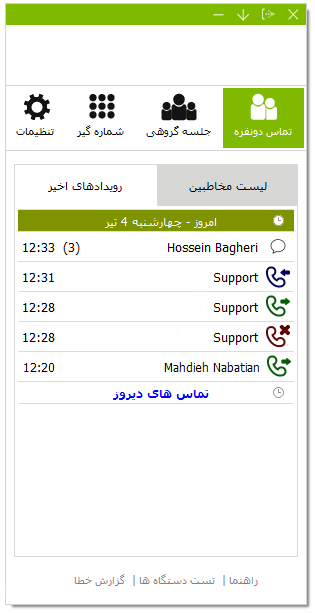 تماس دونفره جلسه گروهی شماره گیر تنظیمات
لیست مخاطبین رویدادهای اخیر
امروز - چهارشنبه 4 تیر
Hossein Bagheri (3) 12:33
Support 12:31
Support 12:28
Support 12:28
Mahdieh Nabatian 12:20
تماس های دیروز
راهنما | تست دستگاه ها | گزارش خطا